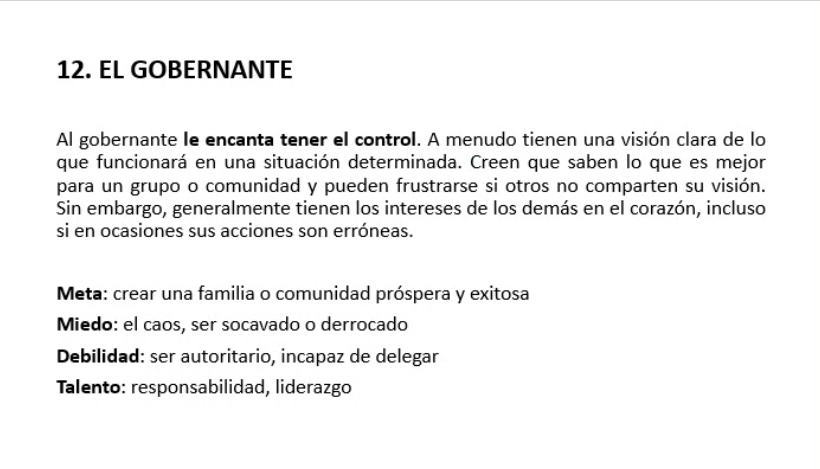 12. EL GOBERNANTE
Al gobernante le encanta tener el control. A menudo tienen una visión clara de lo
que funcionará en una situación determinada. Creen que saben lo que es mejor
para un grupo o comunidad y pueden frustrarse si otros no comparten su visión.
Sin embargo, generalmente tienen los intereses de los demás en el corazón, incluso
si en ocasiones sus acciones son erróneas.
Meta: crear una familia o comunidad próspera y exitosa
Miedo: el caos, ser socavado o derrocado
Debilidad: ser autoritario, incapaz de delegar
Talento: responsabilidad, liderazgo